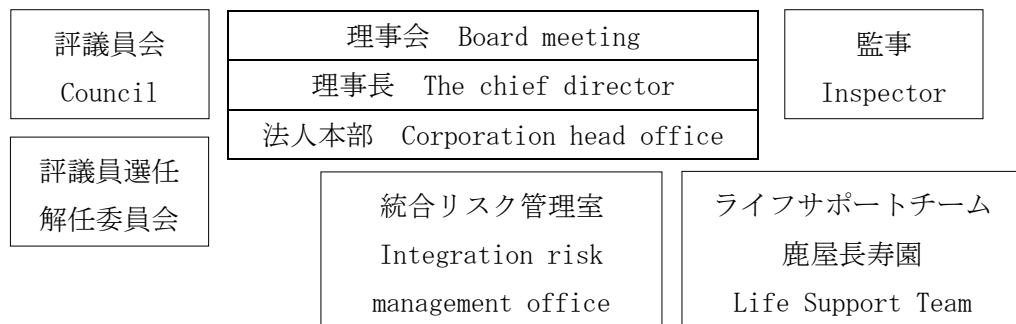 評議員会
Council
理事会 Board meeting
理事長 The chief director
法人本部 Corporation head office
監事
Inspector
評議員選任
解任委員会
統合リスク管理室
Integration risk
management office
ライフサポートチーム
鹿屋長寿園
Life Support Team